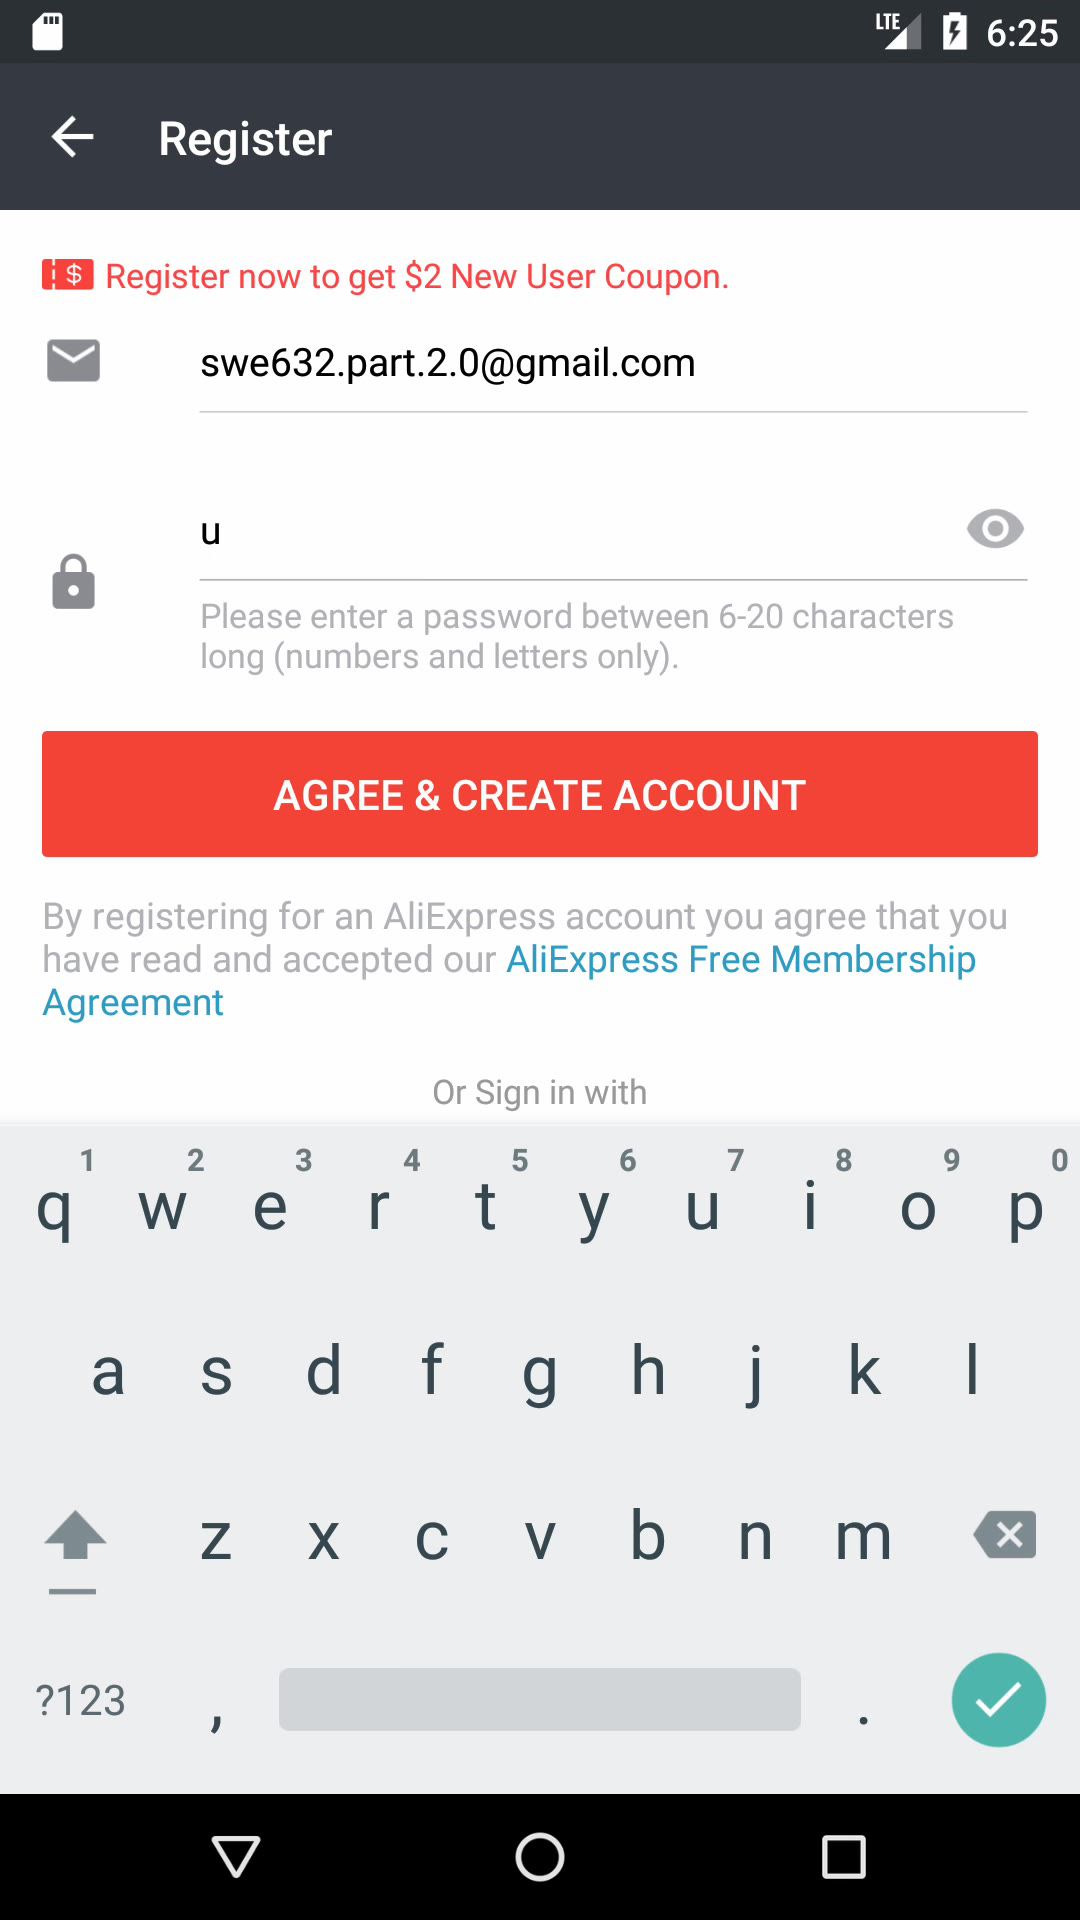 LTE 6:25
Register
$ Register now to get $2 New User Coupon.
swe632.part.2.0@gmail.com
u
Please enter a password between 6-20 characters
long (numbers and letters only).
AGREE & CREATE ACCOUNT
By registering for an AliExpress account you agree that you
have read and accepted our AliExpress Free Membership
Agreement
Or Sign in with
1 2 3 4 5 6 7 8 9 0
q w e r t y u i o p
a s d f g h j k l
z x c v b n m
?123 , .